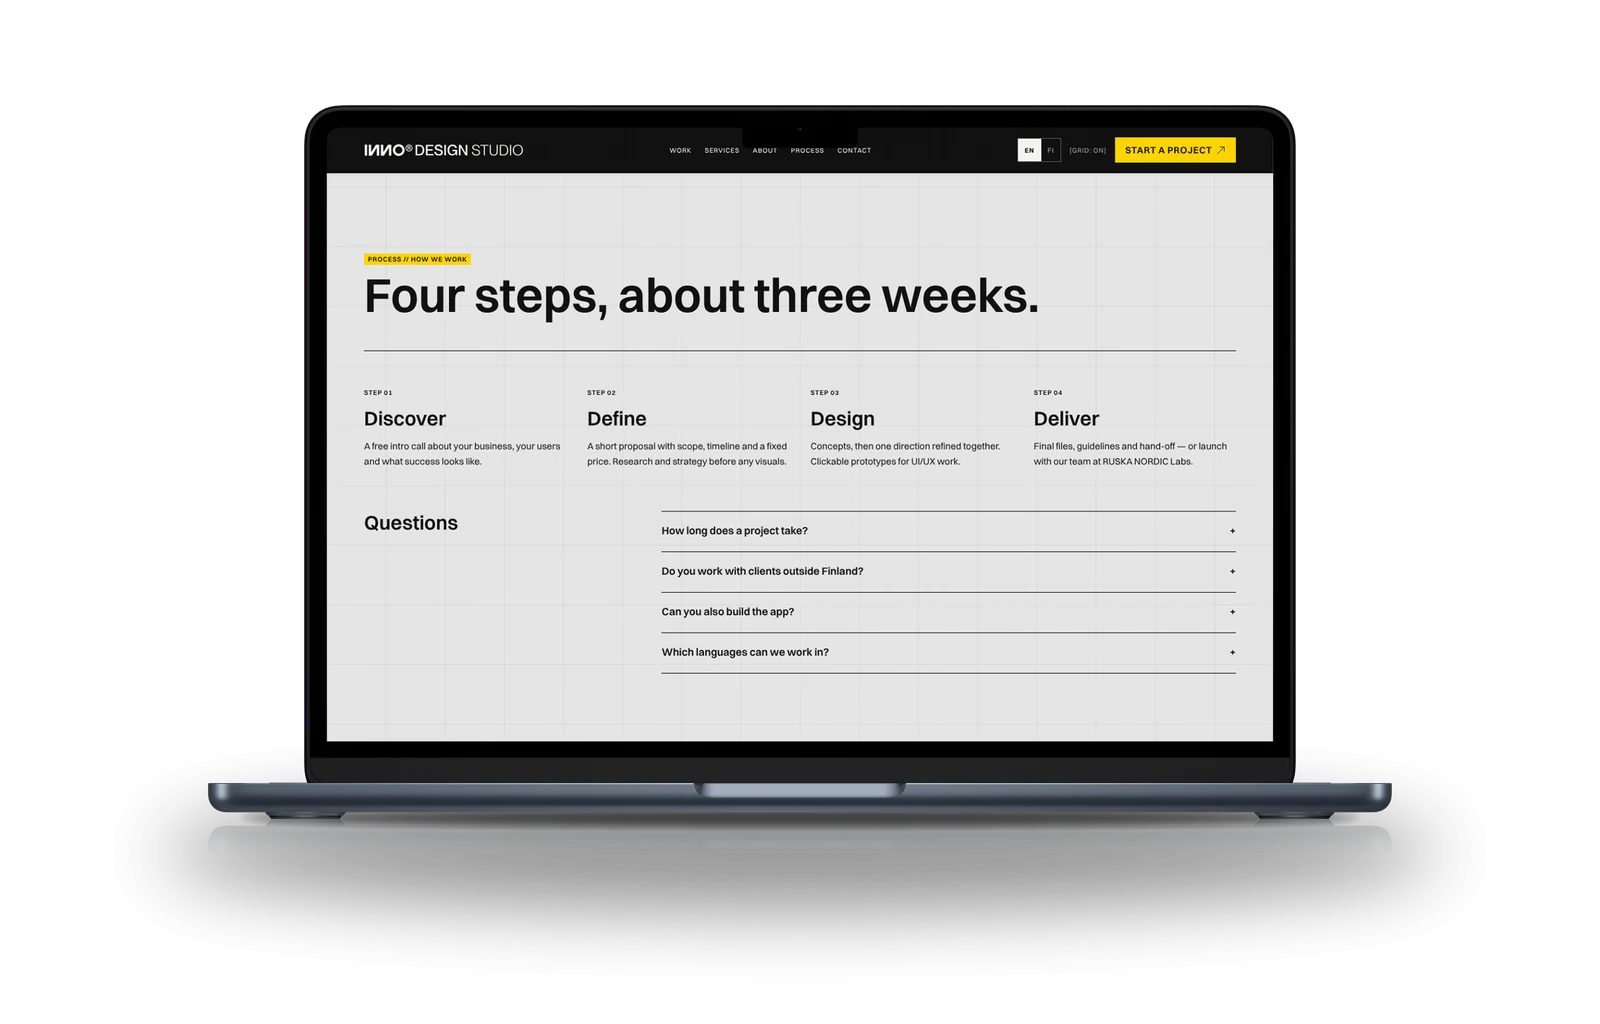 INNO® DESIGN STUDIO
WORK SERVICES ABOUT PROCESS CONTACT
EN FI [GRID: ON] START A PROJECT ↗
PROCESS // HOW WE WORK
Four steps, about three weeks.
STEP 01
Discover
A free intro call about your business, your users
and what success looks like.
STEP 02
Define
A short proposal with scope, timeline and a fixed
price. Research and strategy before any visuals.
STEP 03
Design
Concepts, then one direction refined together.
Clickable prototypes for UI/UX work.
STEP 04
Deliver
Final files, guidelines and hand-off — or launch
with our team at RUSKA NORDIC Labs.
Questions
How long does a project take? +
Do you work with clients outside Finland? +
Can you also build the app? +
Which languages can we work in? +